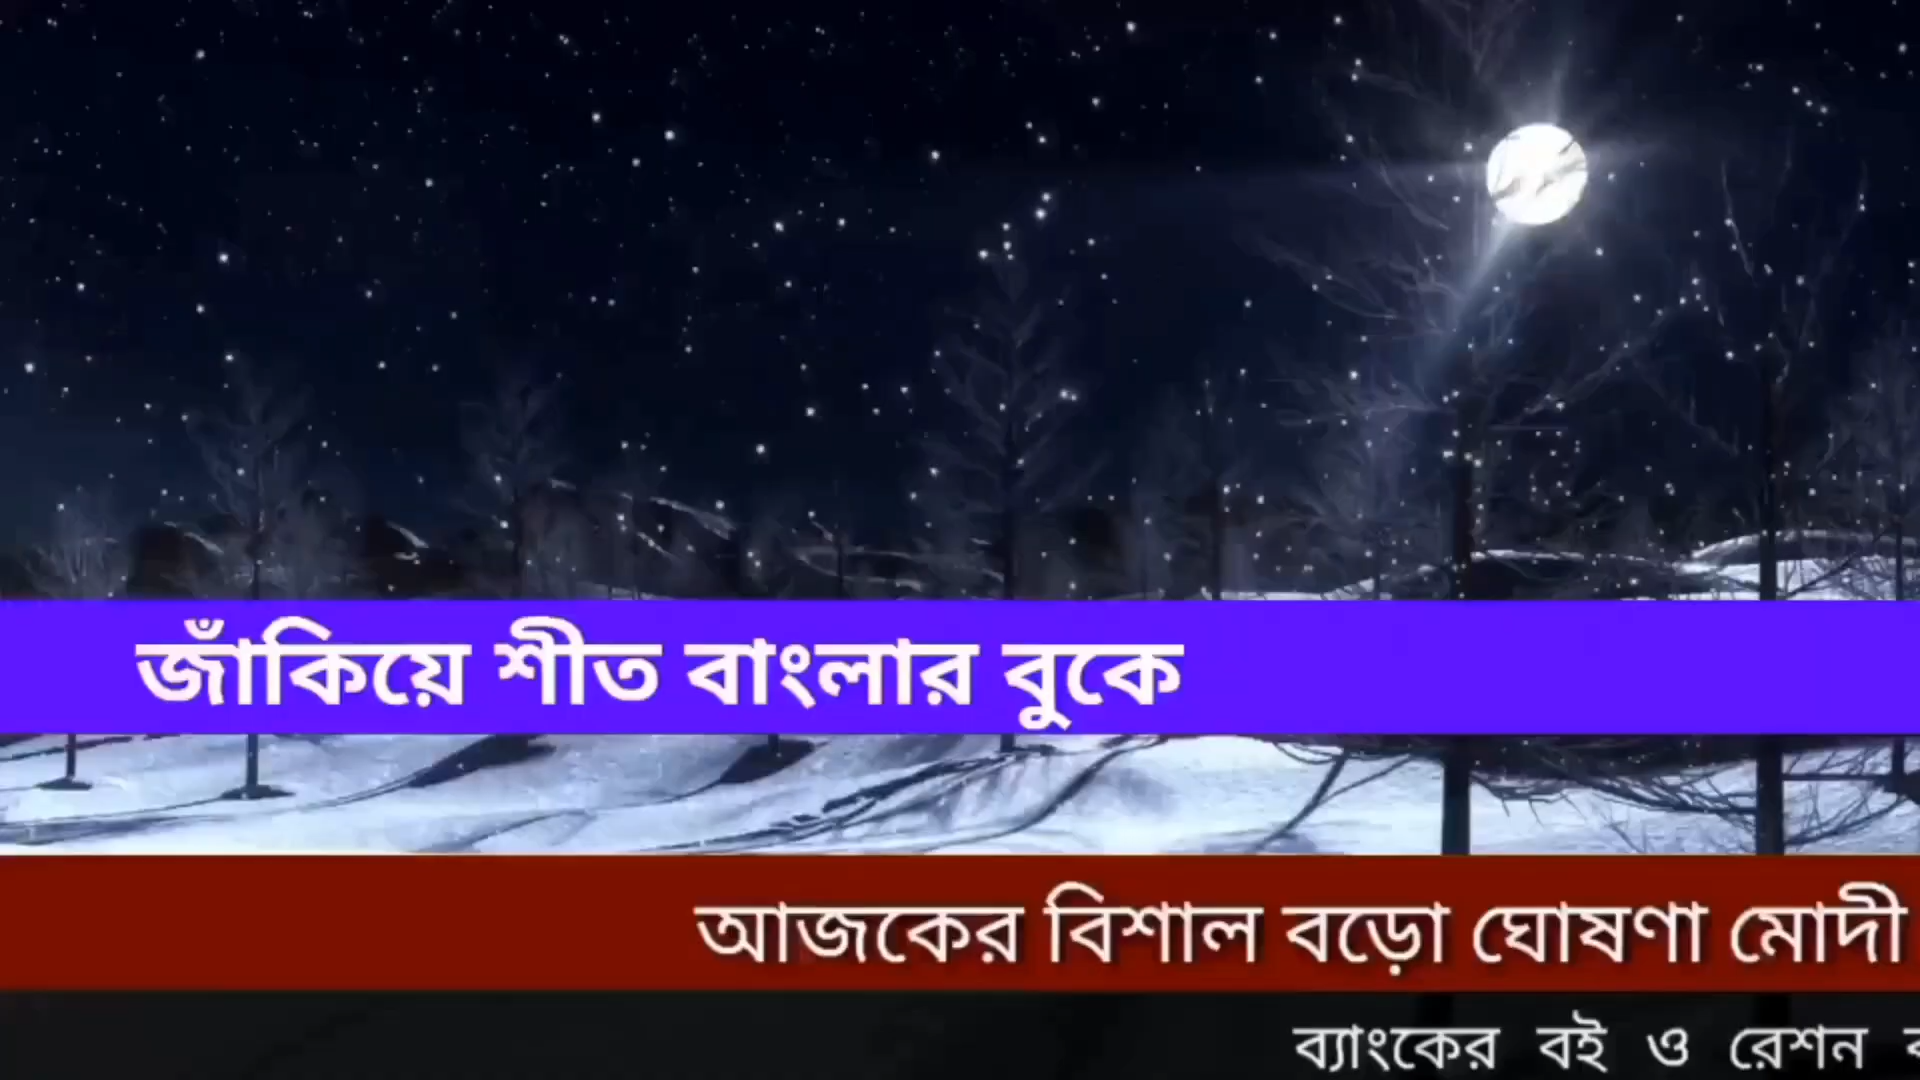 জাঁকিয়ে শীত বাংলার বুকে
আজকের বিশাল বড়ো ঘোষণা মোদী
ব্যাংকের বই ও রেশন